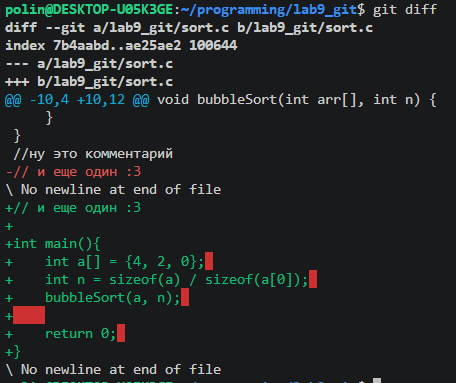 polin@DESKTOP-U05K3GE:~/programming/lab9_git$ git diff
diff --git a/lab9_git/sort.c b/lab9_git/sort.c
index 7b4aabd..ae25ae2 100644
--- a/lab9_git/sort.c
+++ b/lab9_git/sort.c
@@ -10,4 +10,12 @@ void bubbleSort(int arr[], int n) {
     }
 }
 //ну это комментарий
-// и еще один :3
\ No newline at end of file
+// и еще один :3
+
+int main(){
+    int a[] = {4, 2, 0};
+    int n = sizeof(a) / sizeof(a[0]);
+    bubbleSort(a, n);
+
+    return 0;
+}
\ No newline at end of file